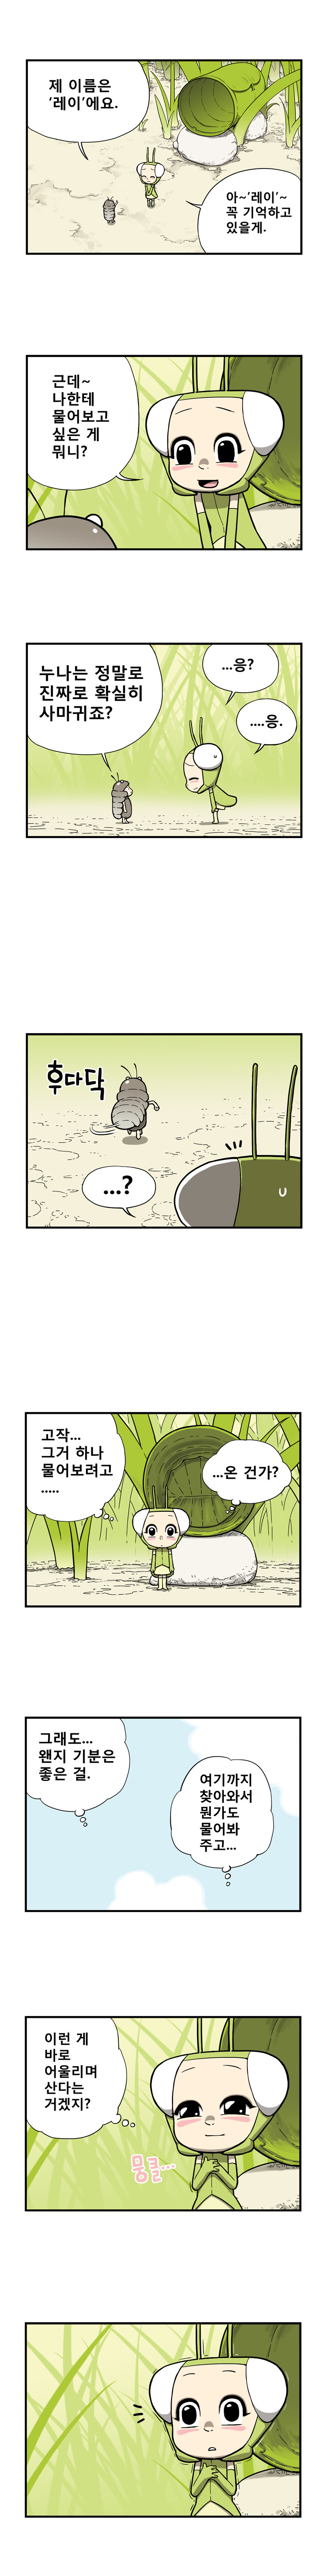 제 이름은
'레이'에요.
아~'레이'~
꼭 기억하고
있을게.
근데~
나한테
물어보고
싶은 게
뭐니?
누나는 정말로
진짜로 확실히
사마귀죠?
...응?
....응.
후다닥
...?
고작...
그거 하나
물어보려고
.....
...온 건가?
그래도...
왠지 기분은
좋은 걸.
여기까지
찾아와서
뭔가도
물어봐
주고...
이런 게
바로
어울리며
산다는
거겠지?
뭉클...